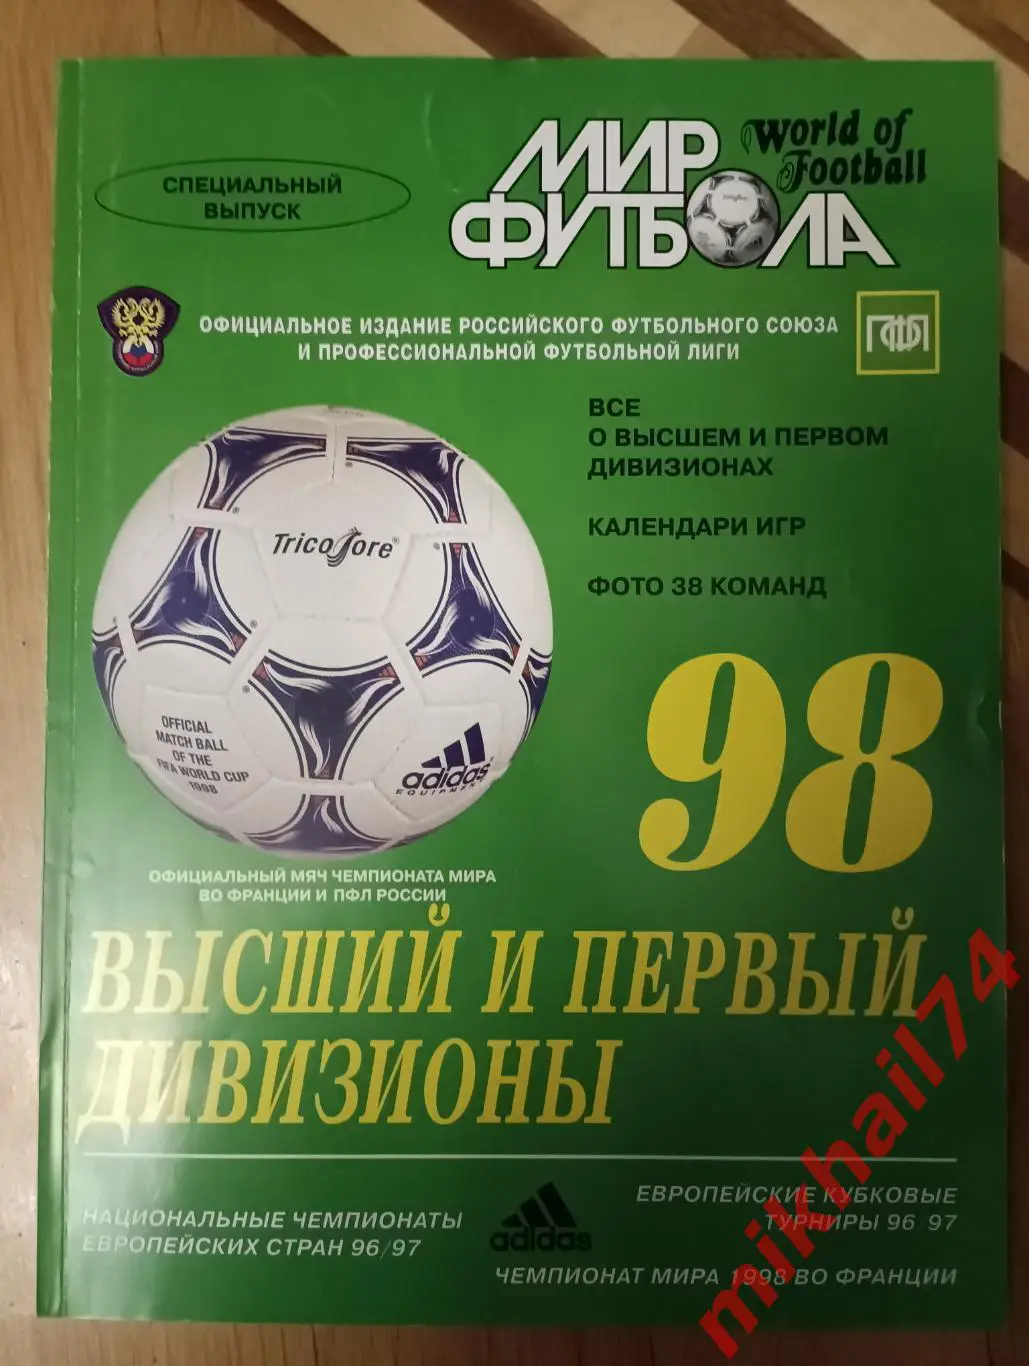 СПЕЦИАЛЬНЫЙ
ВЫПУСК
МИР
ФУТБОЛА
World of
Football
ОФИЦИАЛЬНОЕ ИЗДАНИЕ РОССИЙСКОГО ФУТБОЛЬНОГО СОЮЗА
И ПРОФЕССИОНАЛЬНОЙ ФУТБОЛЬНОЙ ЛИГИ
ПФЛ
ВСЕ
О ВЫСШЕМ И ПЕРВОМ
ДИВИЗИОНАХ
КАЛЕНДАРИ ИГР
ФОТО 38 КОМАНД
Tricolore®
OFFICIAL
MATCH BALL
OF THE
FIFA WORLD CUP
1998
adidas
EQUIPMENT
98
ОФИЦИАЛЬНЫЙ МЯЧ ЧЕМПИОНАТА МИРА
ВО ФРАНЦИИ И ПФЛ РОССИИ
ВЫСШИЙ И ПЕРВЫЙ
ДИВИЗИОНЫ
НАЦИОНАЛЬНЫЕ ЧЕМПИОНАТЫ
ЕВРОПЕЙСКИХ СТРАН 96/97
adidas
ЕВРОПЕЙСКИЕ КУБКОВЫЕ
ТУРНИРЫ 96/97
ЧЕМПИОНАТ МИРА 1998 ВО ФРАНЦИИ
mikhail74